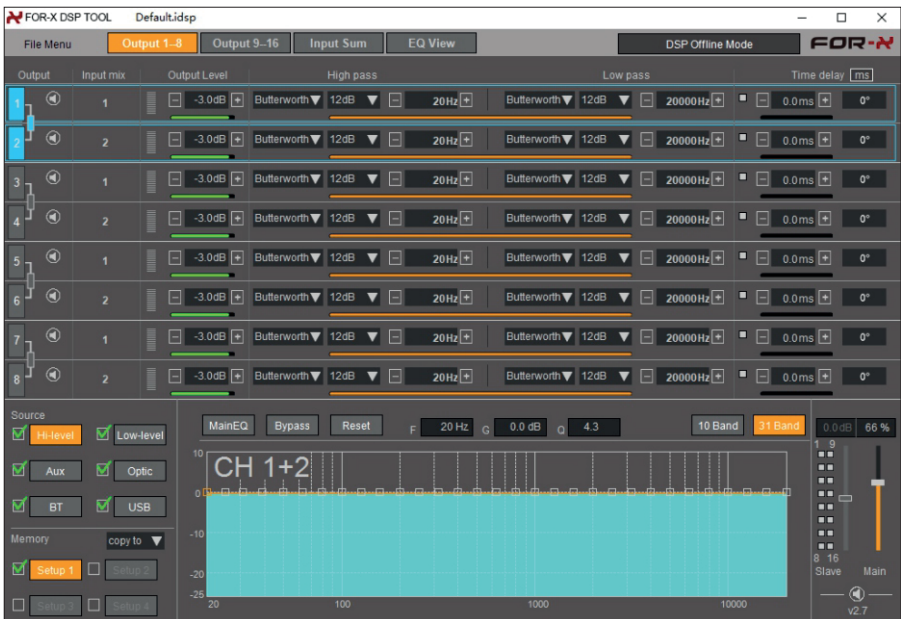 FOR-X DSP TOOL Default.idsp
File Menu Output 1-8 Output 9-16 Input Sum EQ View DSP Offline Mode FOR-X
Output Input mix Output Level High pass Low pass Time delay ms
1 1 -3.0dB Butterworth 12dB 20Hz Butterworth 12dB 20000Hz 0.0ms 0°
2 2 -3.0dB Butterworth 12dB 20Hz Butterworth 12dB 20000Hz 0.0ms 0°
3 1 -3.0dB Butterworth 12dB 20Hz Butterworth 12dB 20000Hz 0.0ms 0°
4 2 -3.0dB Butterworth 12dB 20Hz Butterworth 12dB 20000Hz 0.0ms 0°
5 1 -3.0dB Butterworth 12dB 20Hz Butterworth 12dB 20000Hz 0.0ms 0°
6 2 -3.0dB Butterworth 12dB 20Hz Butterworth 12dB 20000Hz 0.0ms 0°
7 1 -3.0dB Butterworth 12dB 20Hz Butterworth 12dB 20000Hz 0.0ms 0°
8 2 -3.0dB Butterworth 12dB 20Hz Butterworth 12dB 20000Hz 0.0ms 0°
Source
Hi-level Low-level
Aux Optic
BT USB
Memory copy to
Setup 1 Setup 2
Setup 3 Setup 4
MainEQ Bypass Reset F 20 Hz G 0.0 dB Q 4.3 10 Band 31 Band
CH 1+2
10
0
-10
-20
-25
20 100 1000 10000
0.0dB 66 %
1 9
8 16
Slave Main
v2.7